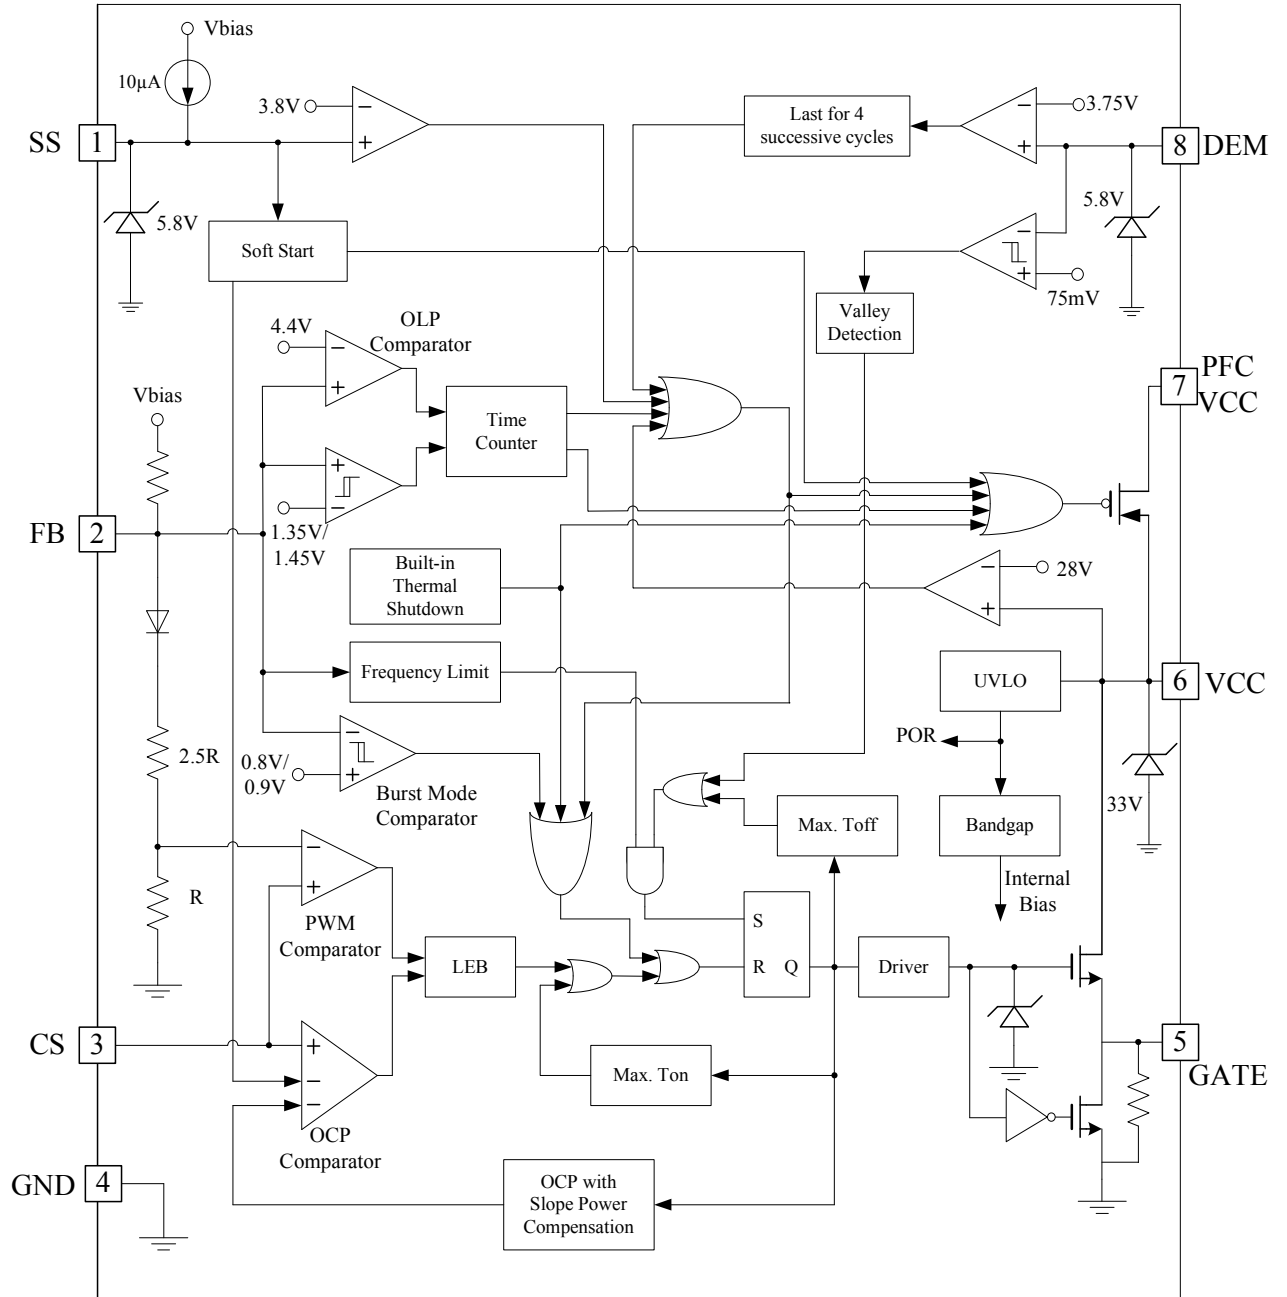 Vbias
10μA
3.8V
−
+
SS
1
5.8V
Soft Start
Last for 4
successive cycles
−
3.75V
+
8
DEM
5.8V
−
+
75mV
Valley
Detection
4.4V
−
+
OLP
Comparator
Vbias
Time
Counter
+
−
1.35V/
1.45V
FB
2
PFC
7
VCC
Built-in
Thermal
Shutdown
−
28V
+
Frequency Limit
UVLO
6
VCC
POR
2.5R
−
0.8V/
0.9V
+
Burst Mode
Comparator
Max. Toff
Bandgap
33V
Internal
Bias
−
+
R
PWM
Comparator
LEB
S
R
Q
Driver
CS
3
+
−
−
OCP
Comparator
Max. Ton
5
GATE
GND
4
OCP with
Slope Power
Compensation